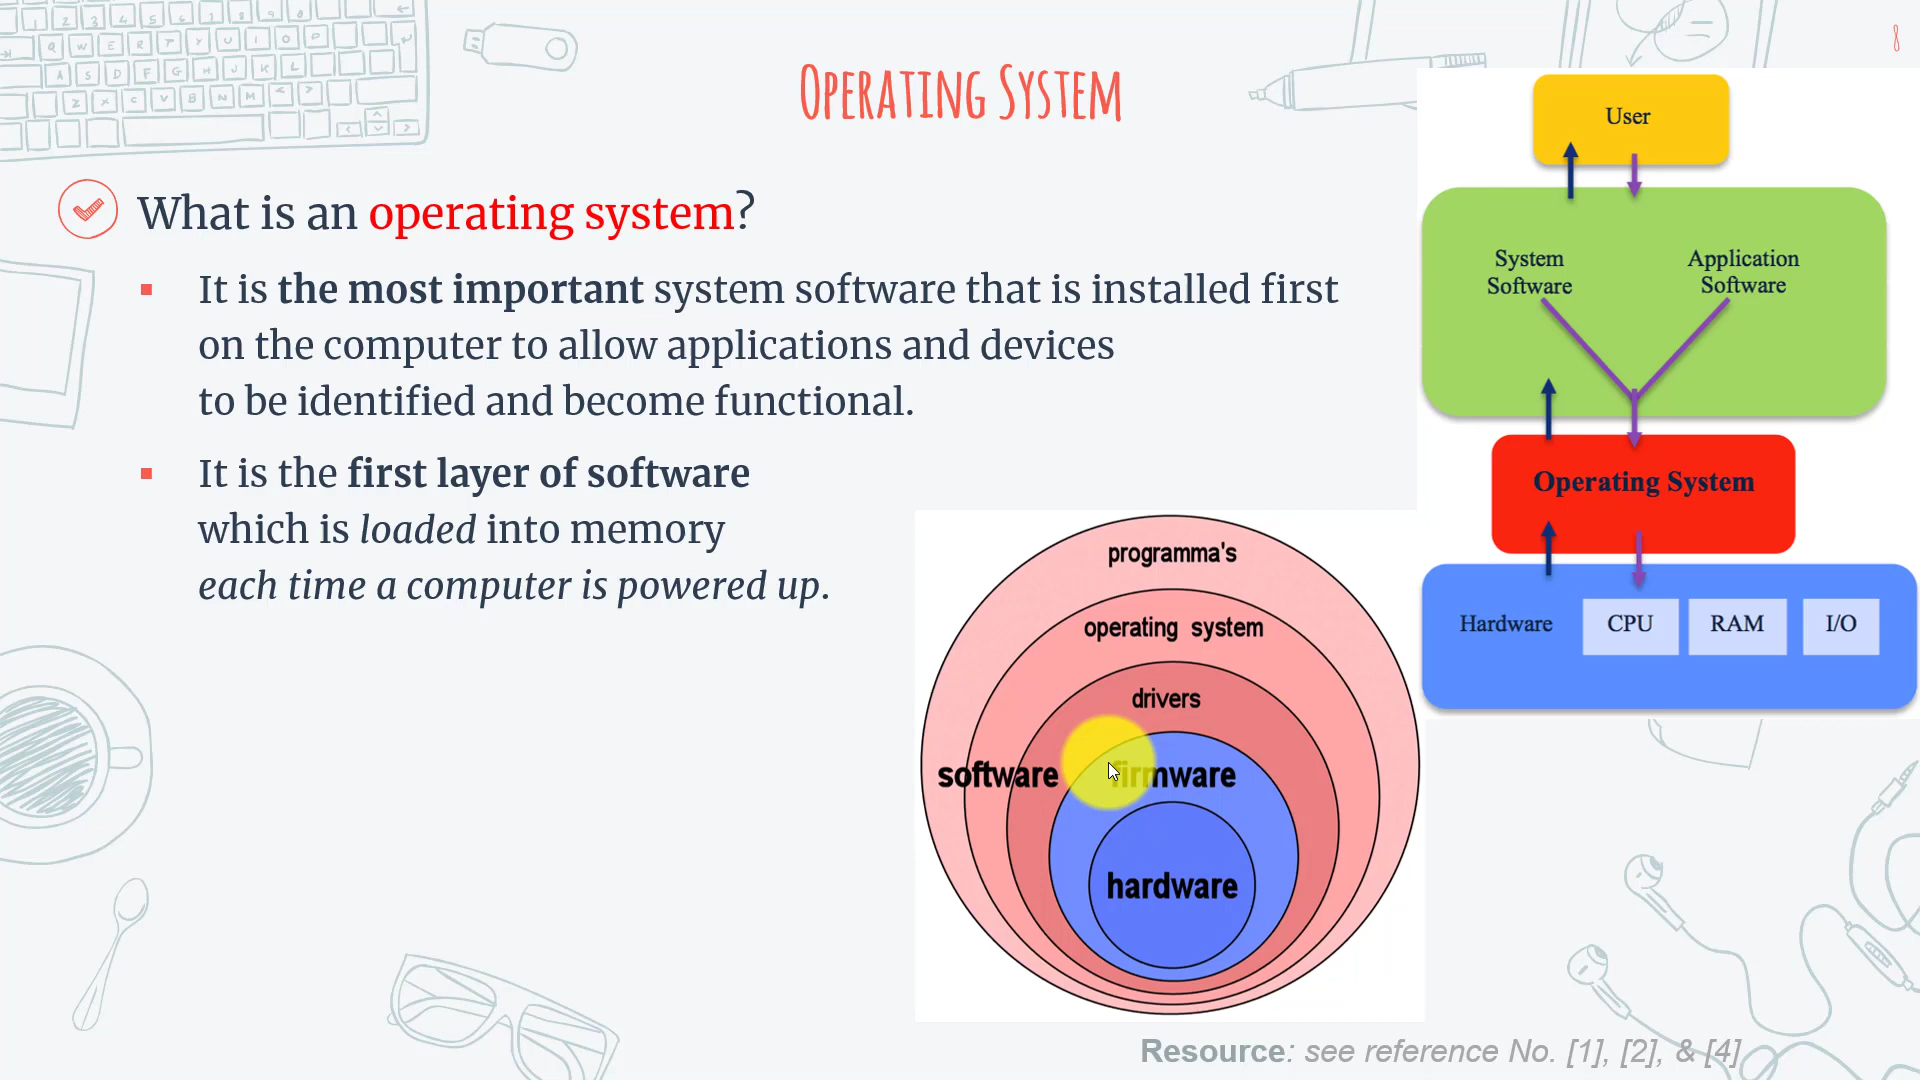 8
Operating System
What is an operating system?
▪ It is the most important system software that is installed first
on the computer to allow applications and devices
to be identified and become functional.
▪ It is the first layer of software
which is loaded into memory
each time a computer is powered up.
User
System
Software
Application
Software
Operating System
Hardware
CPU
RAM
I/O
programma's
operating system
drivers
software
firmware
hardware
Resource: see reference No. [1], [2], & [4]